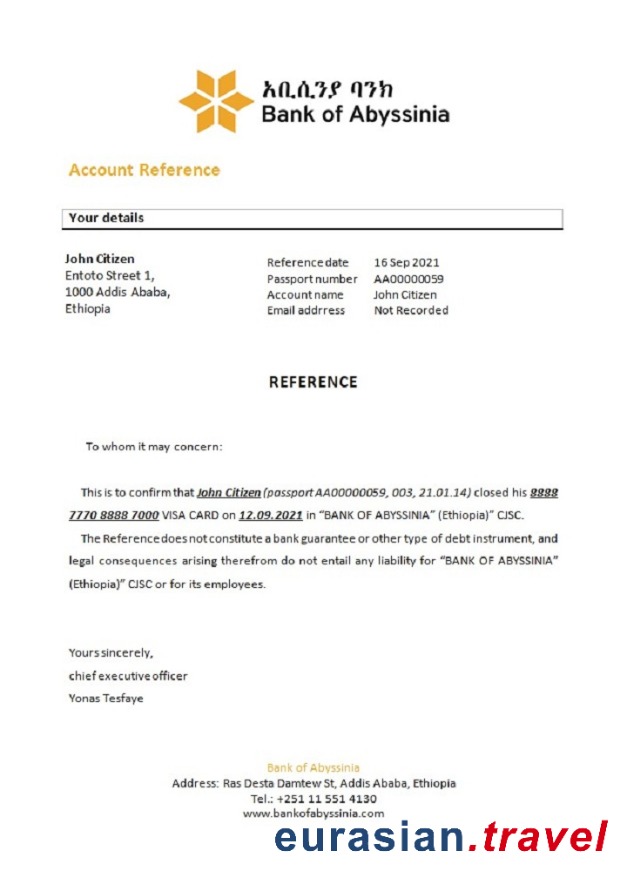 አቢሲንያ ባንክ
Bank of Abyssinia
Account Reference
Your details
John Citizen
Entoto Street 1,
1000 Addis Ababa,
Ethiopia
Reference date 16 Sep 2021
Passport number AA00000059
Account name John Citizen
Email addrress Not Recorded
REFERENCE
To whom it may concern:
This is to confirm that John Citizen (passport AA00000059, 003, 21.01.14) closed his 8888
7770 8888 7000 VISA CARD on 12.09.2021 in “BANK OF ABYSSINIA” (Ethiopia)” CJSC.
The Reference does not constitute a bank guarantee or other type of debt instrument, and
legal consequences arising therefrom do not entail any liability for “BANK OF ABYSSINIA”
(Ethiopia)” CJSC or for its employees.
Yours sincerely,
chief executive officer
Yonas Tesfaye
Bank of Abyssinia
Address: Ras Desta Damtew St, Addis Ababa, Ethiopia
Tel.: +251 11 551 4130
www.bankofabyssinia.com
eurasian.travel